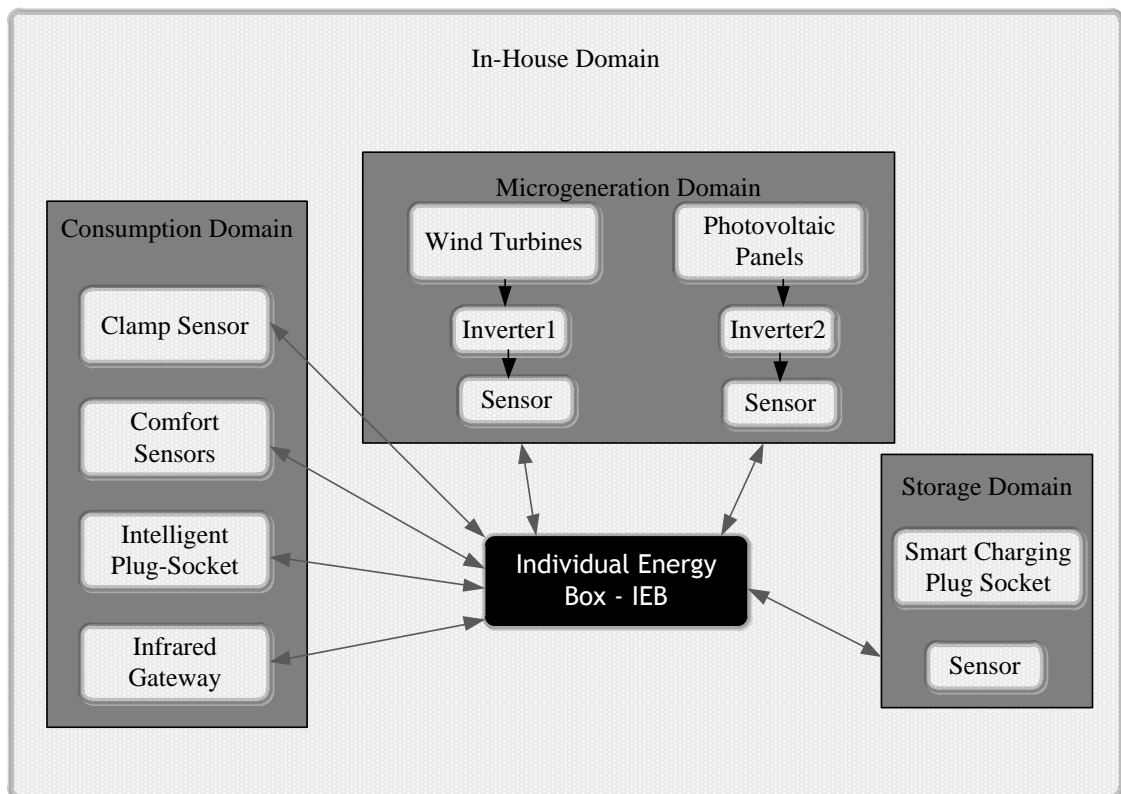 In-House Domain
Microgeneration Domain
Wind Turbines
Photovoltaic
Panels
Inverter1
Inverter2
Sensor
Sensor
Consumption Domain
Clamp Sensor
Comfort
Sensors
Intelligent
Plug-Socket
Infrared
Gateway
Individual Energy
Box - IEB
Storage Domain
Smart Charging
Plug Socket
Sensor